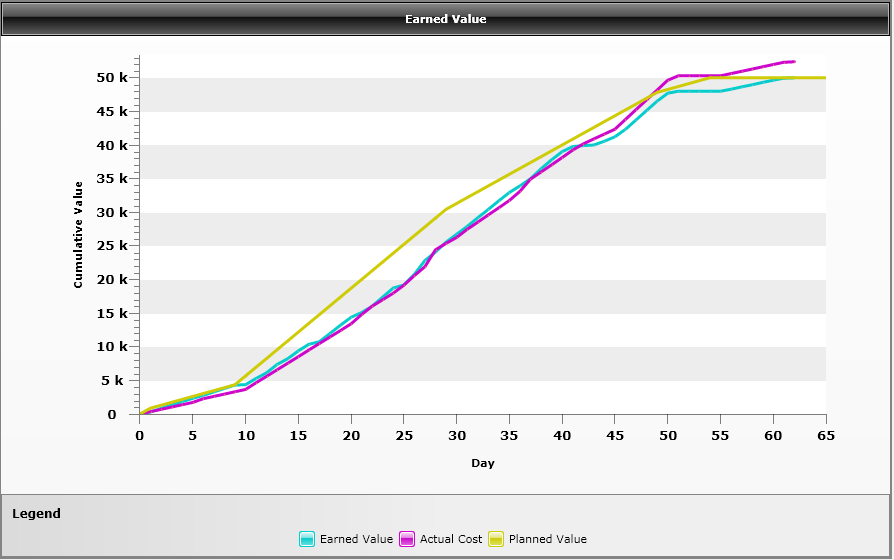 Earned Value
50 k
45 k
40 k
35 k
30 k
25 k
20 k
15 k
10 k
5 k
0
Cumulative Value
0 5 10 15 20 25 30 35 40 45 50 55 60 65
Day
Legend
Earned Value Actual Cost Planned Value